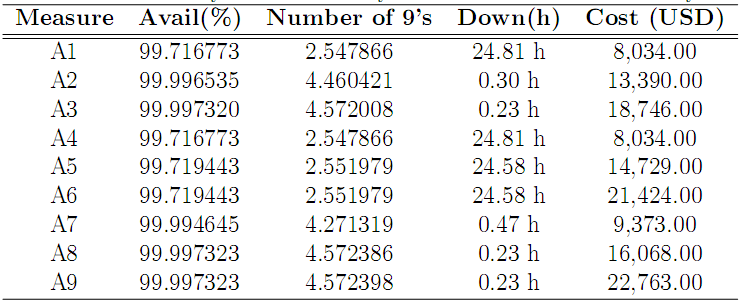 Measure Avail(%) Number of 9's Down(h) Cost (USD)
A1 99.716773 2.547866 24.81 h 8,034.00
A2 99.996535 4.460421 0.30 h 13,390.00
A3 99.997320 4.572008 0.23 h 18,746.00
A4 99.716773 2.547866 24.81 h 8,034.00
A5 99.719443 2.551979 24.58 h 14,729.00
A6 99.719443 2.551979 24.58 h 21,424.00
A7 99.994645 4.271319 0.47 h 9,373.00
A8 99.997323 4.572386 0.23 h 16,068.00
A9 99.997323 4.572398 0.23 h 22,763.00